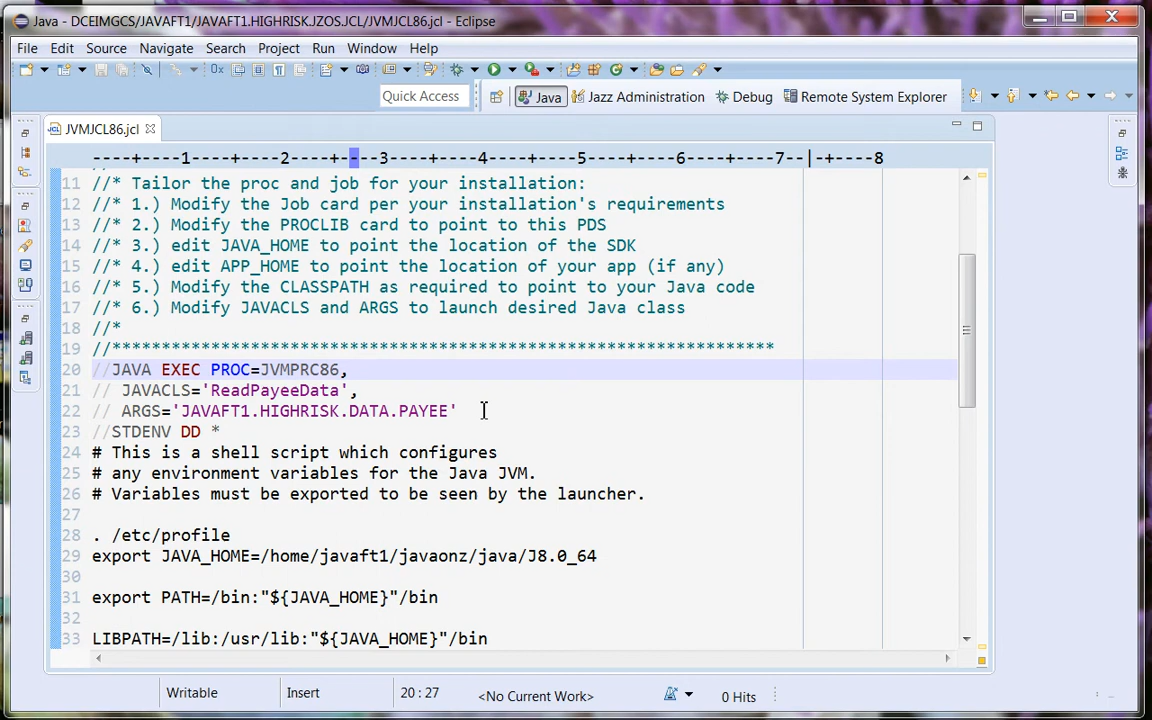 Java - DCEIMGCS/JAVAFT1/JAVAFT1.HIGHRISK.JZOS.JCL/JVMJCL86.jcl - Eclipse
File Edit Source Navigate Search Project Run Window Help
Quick Access Java Jazz Administration Debug Remote System Explorer
JVMJCL86.jcl
----+----1----+----2----+----3----+----4----+----5----+----6----+----7--|-+----8
11 //* Tailor the proc and job for your installation:
12 //* 1.) Modify the Job card per your installation's requirements
13 //* 2.) Modify the PROCLIB card to point to this PDS
14 //* 3.) edit JAVA_HOME to point the location of the SDK
15 //* 4.) edit APP_HOME to point the location of your app (if any)
16 //* 5.) Modify the CLASSPATH as required to point to your Java code
17 //* 6.) Modify JAVACLS and ARGS to launch desired Java class
18 //*
19 //*******************************************************************
20 //JAVA EXEC PROC=JVMPRC86,
21 // JAVACLS='ReadPayeeData',
22 // ARGS='JAVAFT1.HIGHRISK.DATA.PAYEE'
23 //STDENV DD *
24 # This is a shell script which configures
25 # any environment variables for the Java JVM.
26 # Variables must be exported to be seen by the launcher.
27
28 . /etc/profile
29 export JAVA_HOME=/home/javaft1/javaonz/java/J8.0_64
30
31 export PATH=/bin:"${JAVA_HOME}"/bin
32
33 LIBPATH=/lib:/usr/lib:"${JAVA_HOME}"/bin
Writable Insert 20 : 27 <No Current Work> 0 Hits